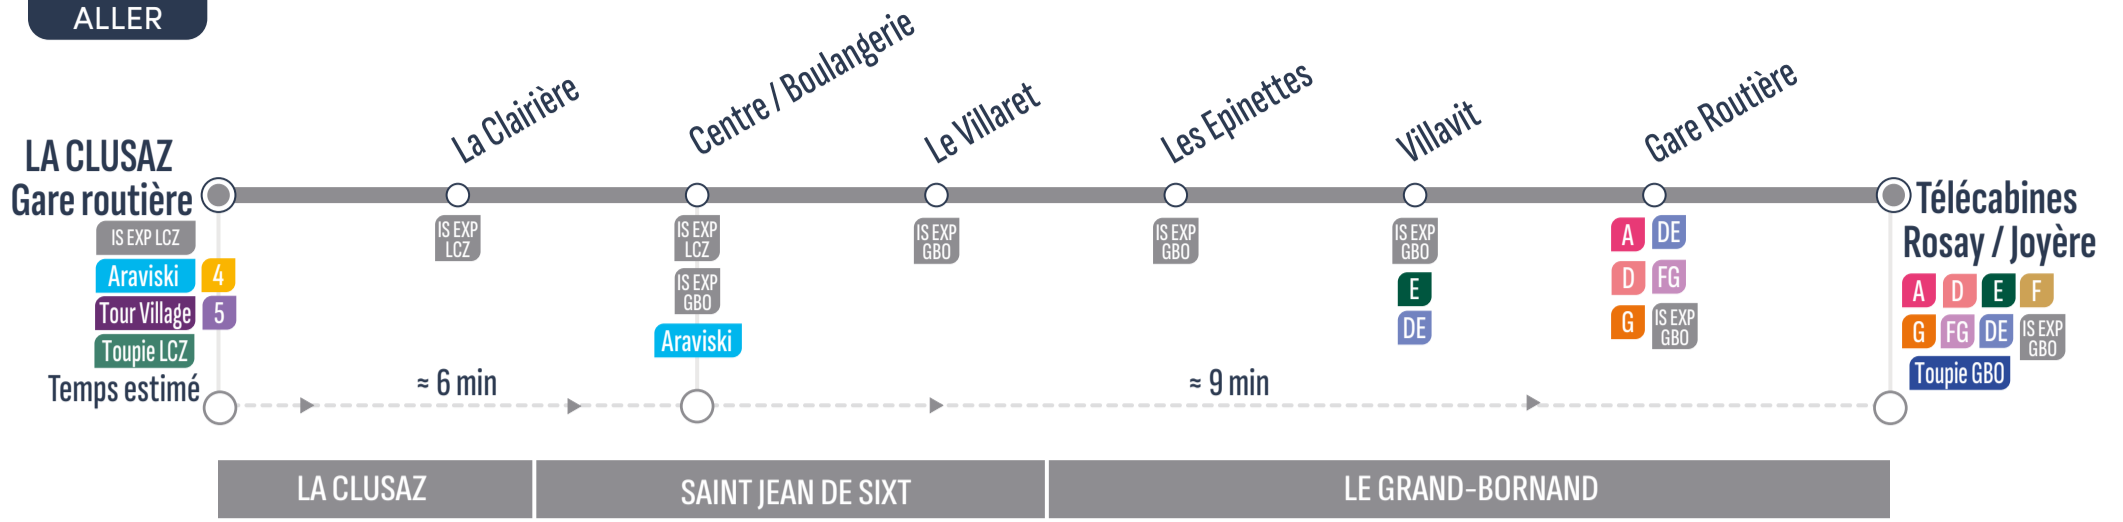 ALLER
La Clairière
Centre / Boulangerie
Le Villaret
Les Epinettes
Villavit
Gare Routière
LA CLUSAZ
Gare routière
IS EXP LCZ
Araviski 4
Tour Village 5
Toupie LCZ
IS EXP
LCZ
IS EXP
LCZ
IS EXP
GBO
Araviski
IS EXP
GBO
IS EXP
GBO
IS EXP
GBO
E
DE
A DE
D FG
G IS EXP
GBO
Télécabines
Rosay / Joyère
A D E F
G FG DE IS EXP
GBO
Toupie GBO
Temps estimé
≈ 6 min
≈ 9 min
LA CLUSAZ
SAINT JEAN DE SIXT
LE GRAND-BORNAND